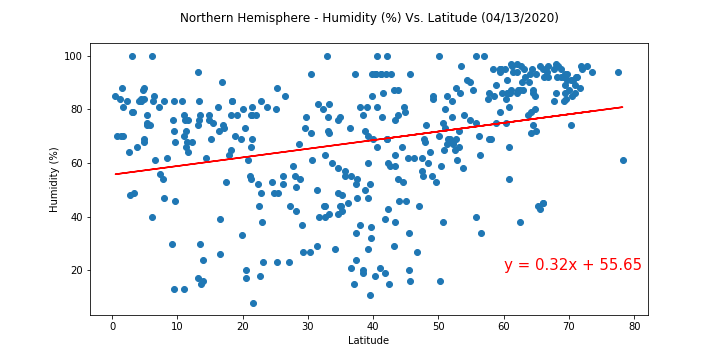 Northern Hemisphere - Humidity (%) Vs. Latitude (04/13/2020)
100
80
60
40
20
Humidity (%)
y = 0.32x + 55.65
0 10 20 30 40 50 60 70 80
Latitude